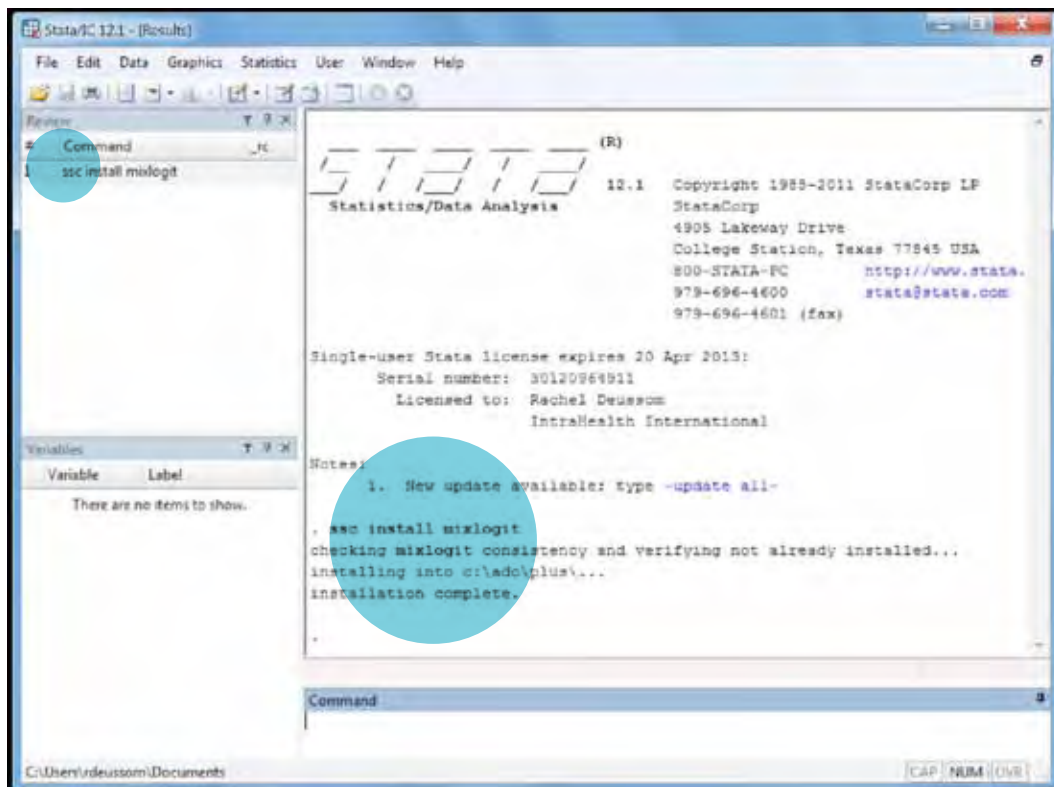 Stata/IC 12.1 - [Results]
File Edit Data Graphics Statistics User Window Help
Review
# Command _rc
1 ssc install mixlogit
Variables
Variable Label
There are no items to show.
(R)
12.1 Copyright 1985-2011 StataCorp LP
Statistics/Data Analysis StataCorp
4905 Lakeway Drive
College Station, Texas 77845 USA
800-STATA-PC http://www.stata.
979-696-4600 stata@stata.com
979-696-4601 (fax)
Single-user Stata license expires 20 Apr 2013:
Serial number: 30120964911
Licensed to: Rachel Deussom
IntraHealth International
Notes:
1. New update available; type -update all-
. ssc install mixlogit
checking mixlogit consistency and verifying not already installed...
installing into c:\ado\plus\...
installation complete.
.
Command
C:\Users\rdeussom\Documents
CAP NUM OVR